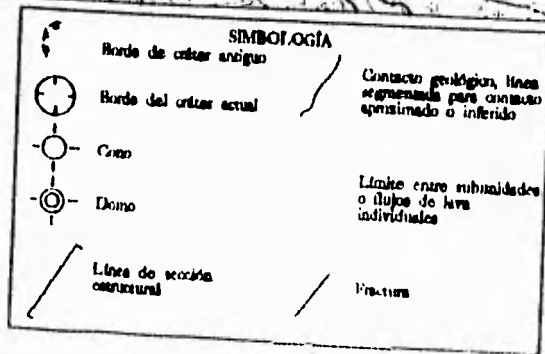 SIMBOLOGÍA
Borde de cráter antiguo
Borde del cráter actual
Cono
Domo
Línea de sección
estructural
Contacto geológico, línea
segmentada para contacto
aproximado o inferido
Límite entre subunidades
o flujos de lava
individuales
Fractura